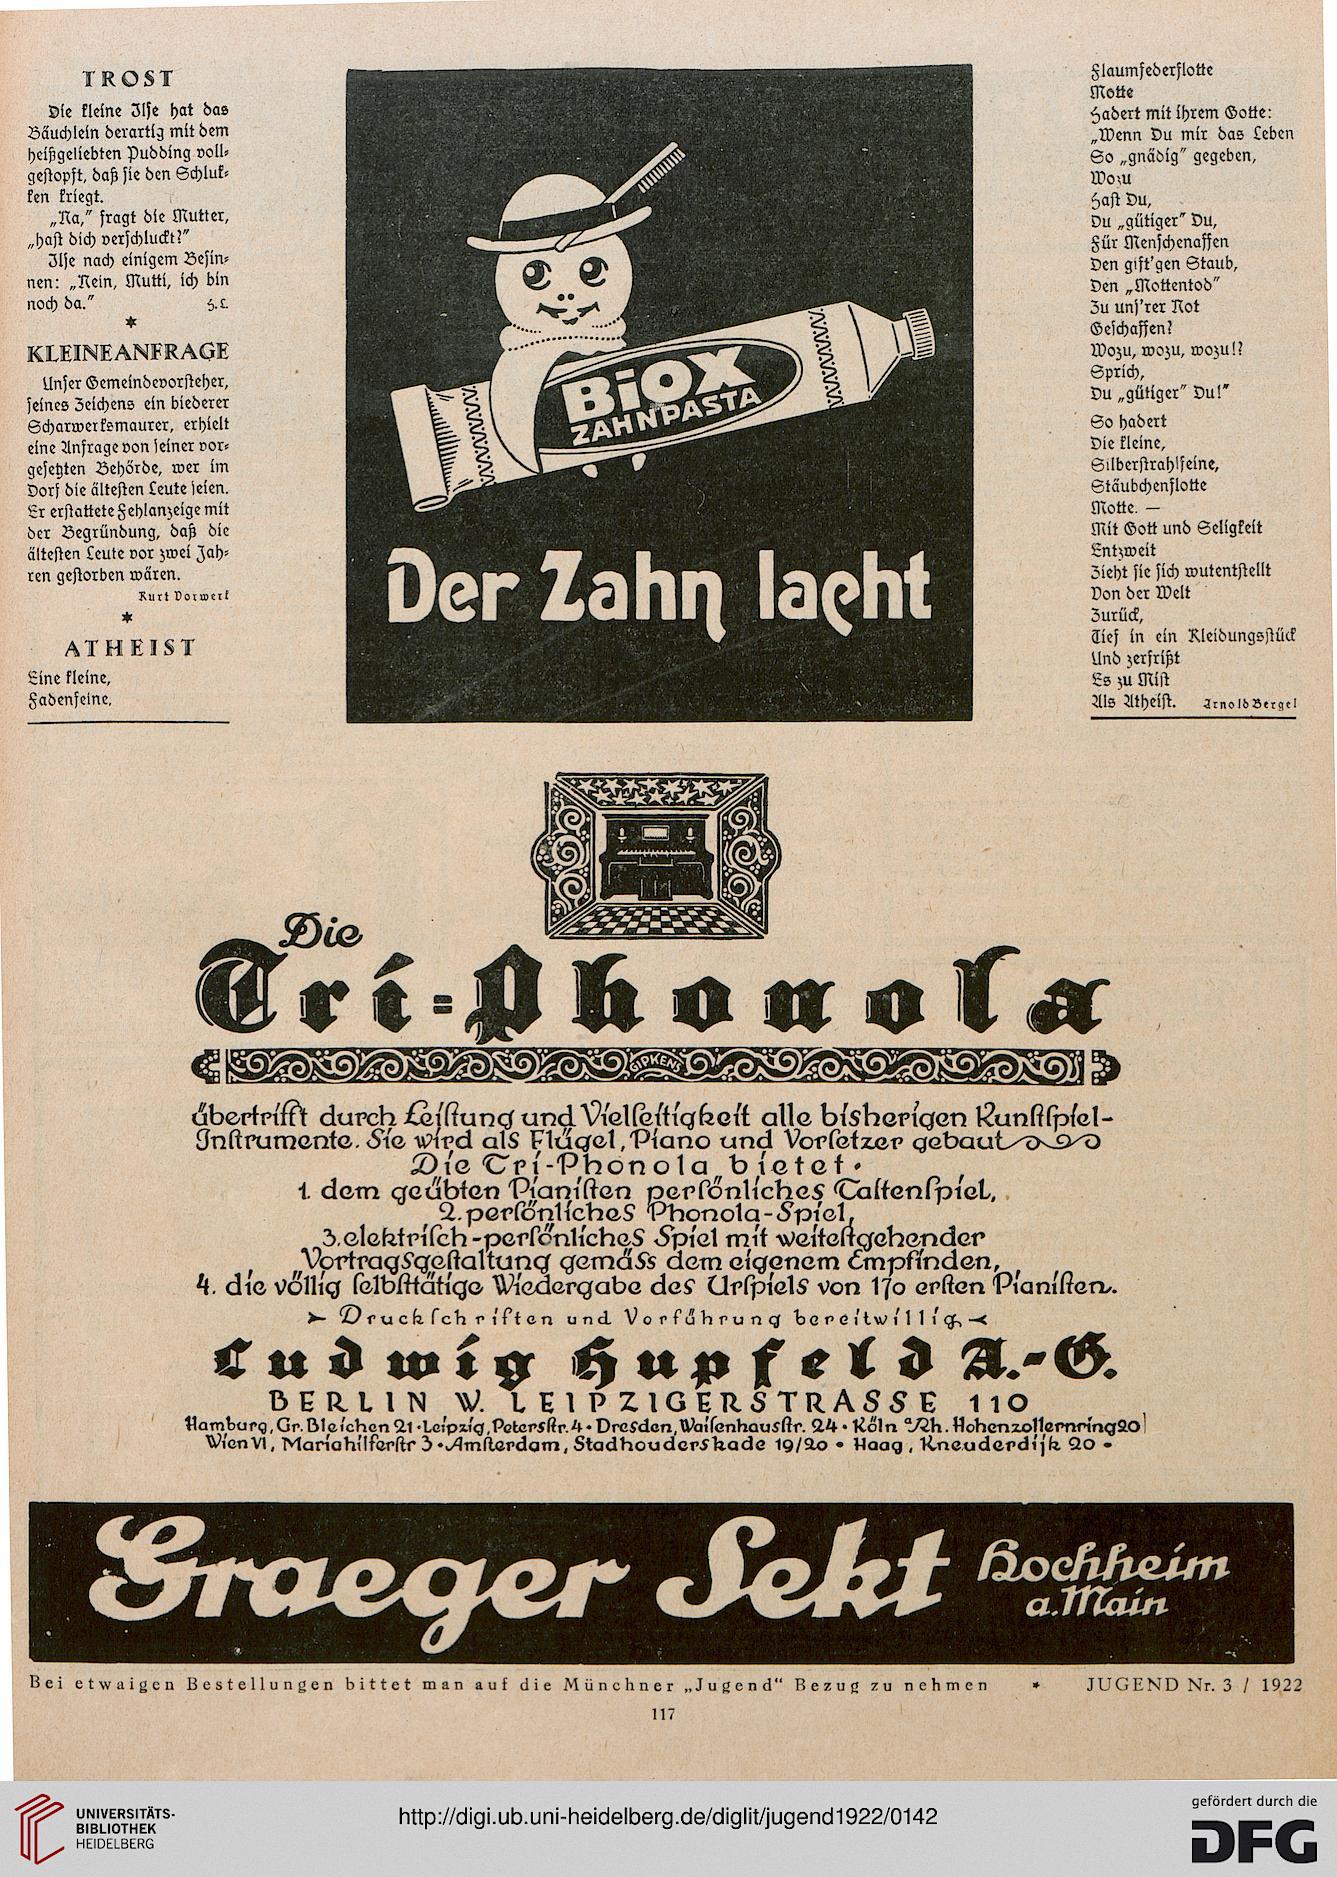 TROST
Die kleine Ilse hat das
Bäuchlein derartig mit dem
heißgeliebten Pudding voll-
gestopft, daß sie den Schluk-
ken kriegt.
„Na,“ fragt die Mutter,
„hast dich verschluckt?“
Ilse nach einigem Besin-
nen: „Nein, Mutti, ich bin
noch da.“ H. L.
*
KLEINE ANFRAGE
Unser Gemeindevorsteher,
seines Zeichens ein biederer
Scharwerksmaurer, erhielt
eine Anfrage von seiner vor-
gesetzten Behörde, wer im
Dorf die ältesten Leute seien.
Er erstattete Fehlanzeige mit
der Begründung, daß die
ältesten Leute vor zwei Jah-
ren gestorben wären.
Kurt Vorwerk
*
ATHEIST
Eine kleine,
Fadenfeine,
BiOX
ZAHNPASTA
Der Zahn lacht
Flaumfederflotte
Motte
Hadert mit ihrem Gotte:
„Wenn Du mir das Leben
So „gnädig“ gegeben,
Wozu
Hast Du,
Du „gütiger“ Du,
Für Menschenaffen
Den gift'gen Staub,
Den „Mottentod“
Zu uns'rer Not
Geschaffen?
Wozu, wozu, wozu!?
Sprich,
Du „gütiger“ Du!“
So hadert
Die kleine,
Silberstrahlfeine,
Stäubchenflotte
Motte. —
Mit Gott und Seligkeit
Entzweit
Zieht sie sich wutentstellt
Von der Welt
Zurück,
Tief in ein Kleidungsstück
Und zerfrißt
Es zu Mist
Als Atheist. Arnold Bergel
Die
Tri-Phonola
GIPKENS
übertrifft durch Leistung und Vielseitigkeit alle bisherigen Kunstspiel-
Instrumente. Sie wird als Flügel, Piano und Vorsetzer gebaut
Die Tri-Phonola bietet:
1. dem geübten Pianisten persönliches Tastenspiel,
2. persönliches Phonola-Spiel,
3. elektrisch-persönliches Spiel mit weitestgehender
Vortragsgestaltung gemäss dem eigenem Empfinden,
4. die völlig selbsttätige Wiedergabe des Urspiels von 170 ersten Pianisten.
Druckschriften und Vorführung bereitwillig
Ludwig Hupfeld A.-G.
BERLIN W. LEIPZIGERSTRASSE 110
Hamburg, Gr. Bleichen 21 • Leipzig, Petersstr. 4 • Dresden, Waisenhausstr. 24 • Köln a/Rh. Hohenzollernring 20
Wien VI, Mariahilferstr 3 • Amsterdam, Stadhouderskade 19/20 • Haag, Kneuderdijk 20 •
Graeger Sekt Hochheim
a. Main
Bei etwaigen Bestellungen bittet man auf die Münchner „Jugend“ Bezug zu nehmen * JUGEND Nr. 3 / 1922
117
UNIVERSITÄTS-
BIBLIOTHEK
HEIDELBERG
http://digi.ub.uni-heidelberg.de/diglit/jugend1922/0142
gefördert durch die
DFG